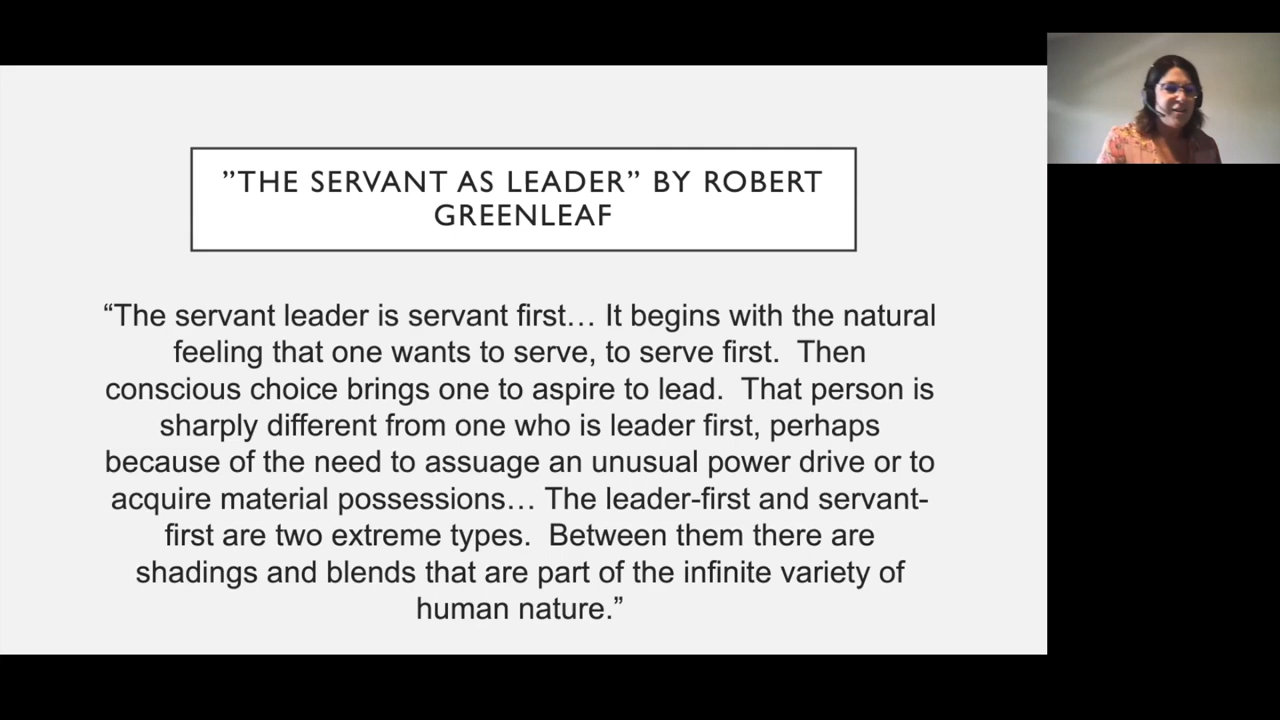 ”THE SERVANT AS LEADER” BY ROBERT
GREENLEAF
“The servant leader is servant first… It begins with the natural
feeling that one wants to serve, to serve first.  Then
conscious choice brings one to aspire to lead.  That person is
sharply different from one who is leader first, perhaps
because of the need to assuage an unusual power drive or to
acquire material possessions… The leader-first and servant-
first are two extreme types.  Between them there are
shadings and blends that are part of the infinite variety of
human nature.”